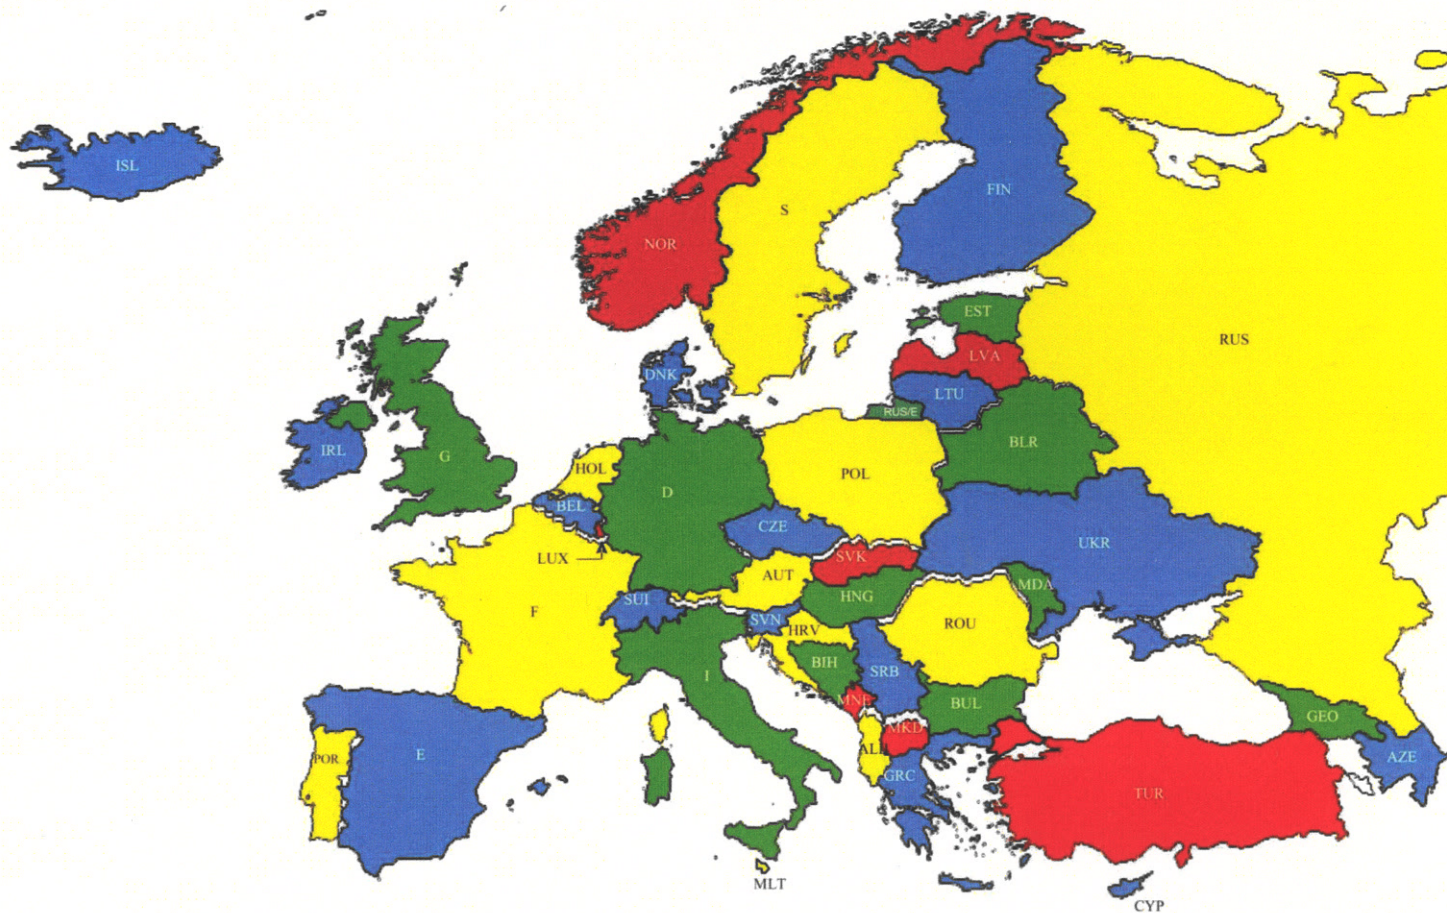 ISL
NOR
S
FIN
RUS
EST
LVA
LTU
RUS/E
DNK
BLR
IRL
G
HOL
BEL
D
POL
LUX
CZE
SVK
UKR
AUT
HNG
MDA
F
SUI
SVN
HRV
ROU
BIH
SRB
I
MNE
BUL
MKD
GEO
POR
E
ALB
GRC
TUR
AZE
MLT
CYP